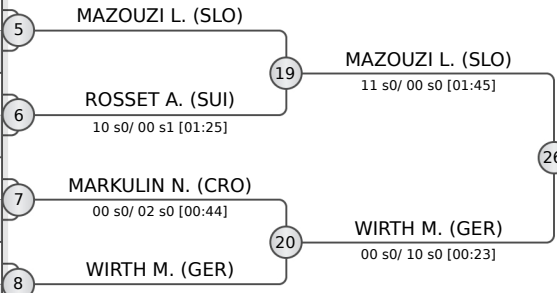 MAZOUZI L. (SLO)
5
MAZOUZI L. (SLO)
19
11 s0/ 00 s0 [01:45]
ROSSET A. (SUI)
6
10 s0/ 00 s1 [01:25]
26
MARKULIN N. (CRO)
7
00 s0/ 02 s0 [00:44]
WIRTH M. (GER)
20
00 s0/ 10 s0 [00:23]
WIRTH M. (GER)
8